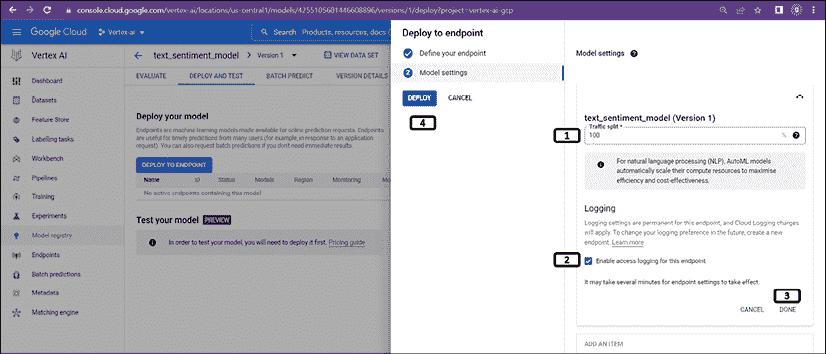 console.cloud.google.com/vertex-ai/locations/us-central1/models/4255105601446608896/versions/1/deploy?project=vertex-ai-gcp
Google Cloud
Vertex-ai
Search Products, resources, docs
Vertex AI
Dashboard
Datasets
Feature Store
Labelling tasks
Workbench
Pipelines
Training
Experiments
Model registry
Endpoints
Batch predictions
Metadata
Matching engine
text_sentiment_model
Version 1
VIEW DATA SET
EVALUATE
DEPLOY AND TEST
BATCH PREDICT
VERSION DETAILS
Deploy your model
Endpoints are machine learning models made available for online prediction requests. Endpoints
are useful for timely predictions from many users (for example, in response to an application
request). You can also request batch predictions if you don't need immediate results.
DEPLOY TO ENDPOINT
Name
ID
Status
Models
Region
Monitoring
No active endpoints containing this model
Test your model PREVIEW
In order to test your model, you will need to deploy it first. Pricing guide
Deploy to endpoint
Define your endpoint
2 Model settings
DEPLOY
CANCEL
4
Model settings
text_sentiment_model (Version 1)
Traffic split *
1
100
%
For natural language processing (NLP), AutoML models
automatically scale their compute resources to maximise
efficiency and cost-effectiveness.
Logging
Logging settings are permanent for this endpoint, and Cloud Logging changes
will apply. To change your logging preference in the future, create a new
endpoint. Learn more
2
Enable access logging for this endpoint
It may take several minutes for endpoint settings to take effect.
3
CANCEL
DONE
ADD AN ITEM